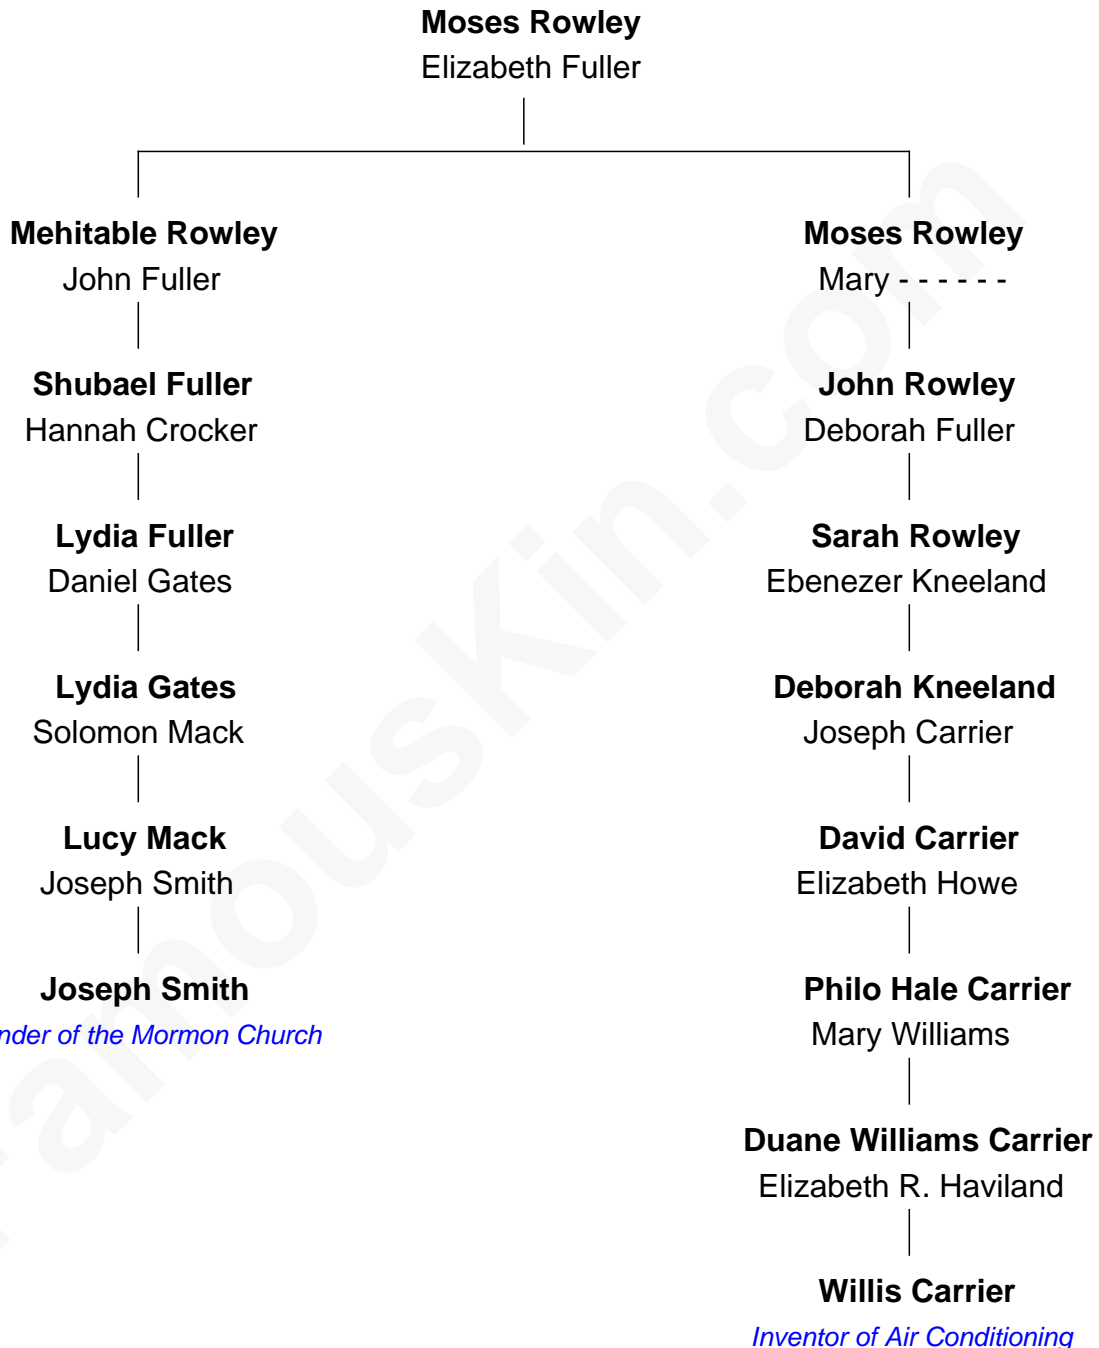 Moses Rowley
Elizabeth Fuller
Mehitable Rowley
John Fuller
Shubael Fuller
Hannah Crocker
Lydia Fuller
Daniel Gates
Lydia Gates
Solomon Mack
Lucy Mack
Joseph Smith
Joseph Smith
nder of the Mormon Church
Moses Rowley
Mary - - - - - -
John Rowley
Deborah Fuller
Sarah Rowley
Ebenezer Kneeland
Deborah Kneeland
Joseph Carrier
David Carrier
Elizabeth Howe
Philo Hale Carrier
Mary Williams
Duane Williams Carrier
Elizabeth R. Haviland
Willis Carrier
Inventor of Air Conditioning
FamousKin.com